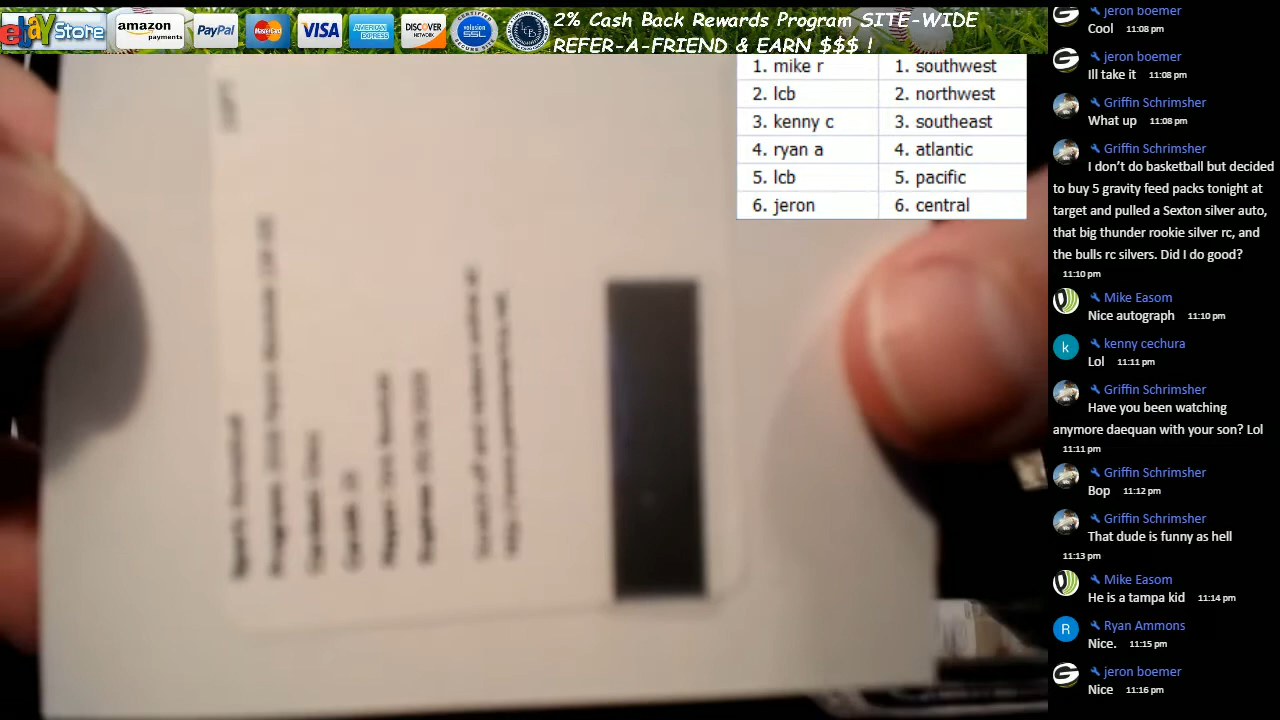 ebay Store
amazon
payments
PayPal
MasterCard
VISA
AMERICAN
EXPRESS
DISCOVER
NETWORK
volusion
SSL
2% Cash Back Rewards Program SITE-WIDE
REFER-A-FRIEND & EARN $$$ !
1. mike r 1. southwest
2. lcb 2. northwest
3. kenny c 3. southeast
4. ryan a 4. atlantic
5. lcb 5. pacific
6. jeron 6. central
jeron boemer
Cool 11:08 pm
jeron boemer
Ill take it 11:08 pm
Griffin Schrimsher
What up 11:08 pm
Griffin Schrimsher
I don't do basketball but decided
to buy 5 gravity feed packs tonight at
target and pulled a Sexton silver auto,
that big thunder rookie silver rc, and
the bulls rc silvers. Did I do good?
11:10 pm
Mike Easom
Nice autograph 11:10 pm
k kenny cechura
Lol 11:11 pm
Griffin Schrimsher
Have you been watching
anymore daequan with your son? Lol
11:11 pm
Griffin Schrimsher
Bop 11:12 pm
Griffin Schrimsher
That dude is funny as hell
11:13 pm
Mike Easom
He is a tampa kid 11:14 pm
R Ryan Ammons
Nice. 11:15 pm
jeron boemer
Nice 11:16 pm